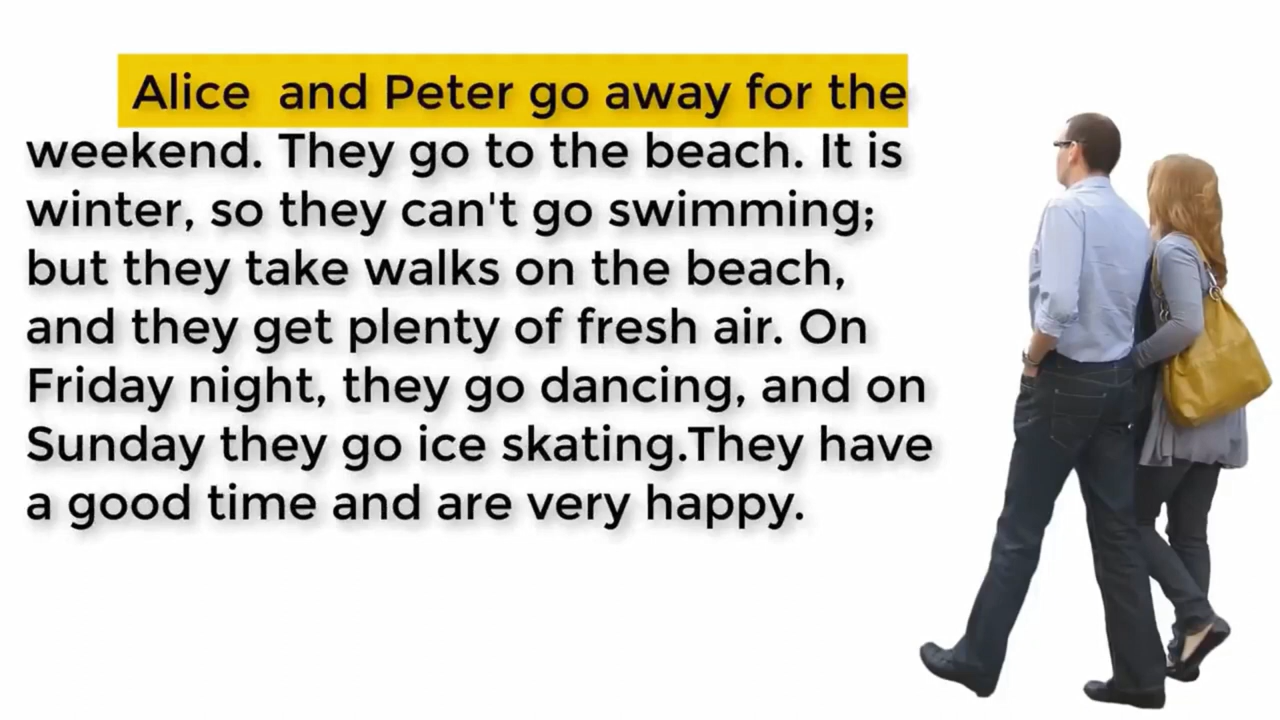 Alice and Peter go away for the
weekend. They go to the beach. It is
winter, so they can't go swimming;
but they take walks on the beach,
and they get plenty of fresh air. On
Friday night, they go dancing, and on
Sunday they go ice skating.They have
a good time and are very happy.